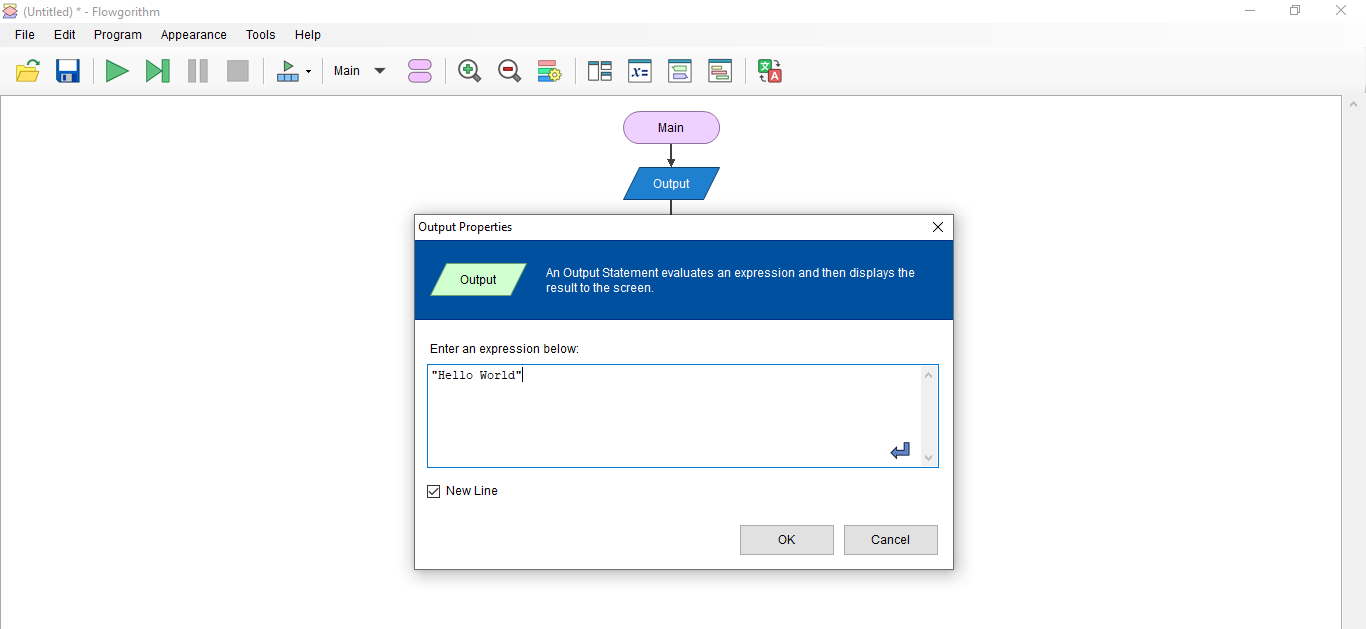 (Untitled) * - Flowgorithm
File Edit Program Appearance Tools Help
Main
x=
文 A
Main
Output
Output Properties
Output
An Output Statement evaluates an expression and then displays the
result to the screen.
Enter an expression below:
"Hello World"
New Line
OK Cancel